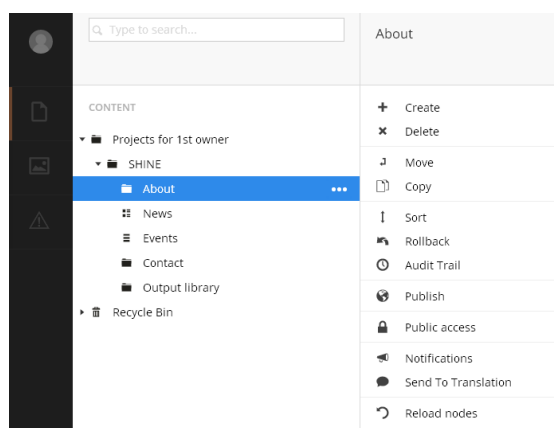 Type to search...
CONTENT
Projects for 1st owner
SHINE
About
News
Events
Contact
Output library
Recycle Bin
About
Create
Delete
Move
Copy
Sort
Rollback
Audit Trail
Publish
Public access
Notifications
Send To Translation
Reload nodes